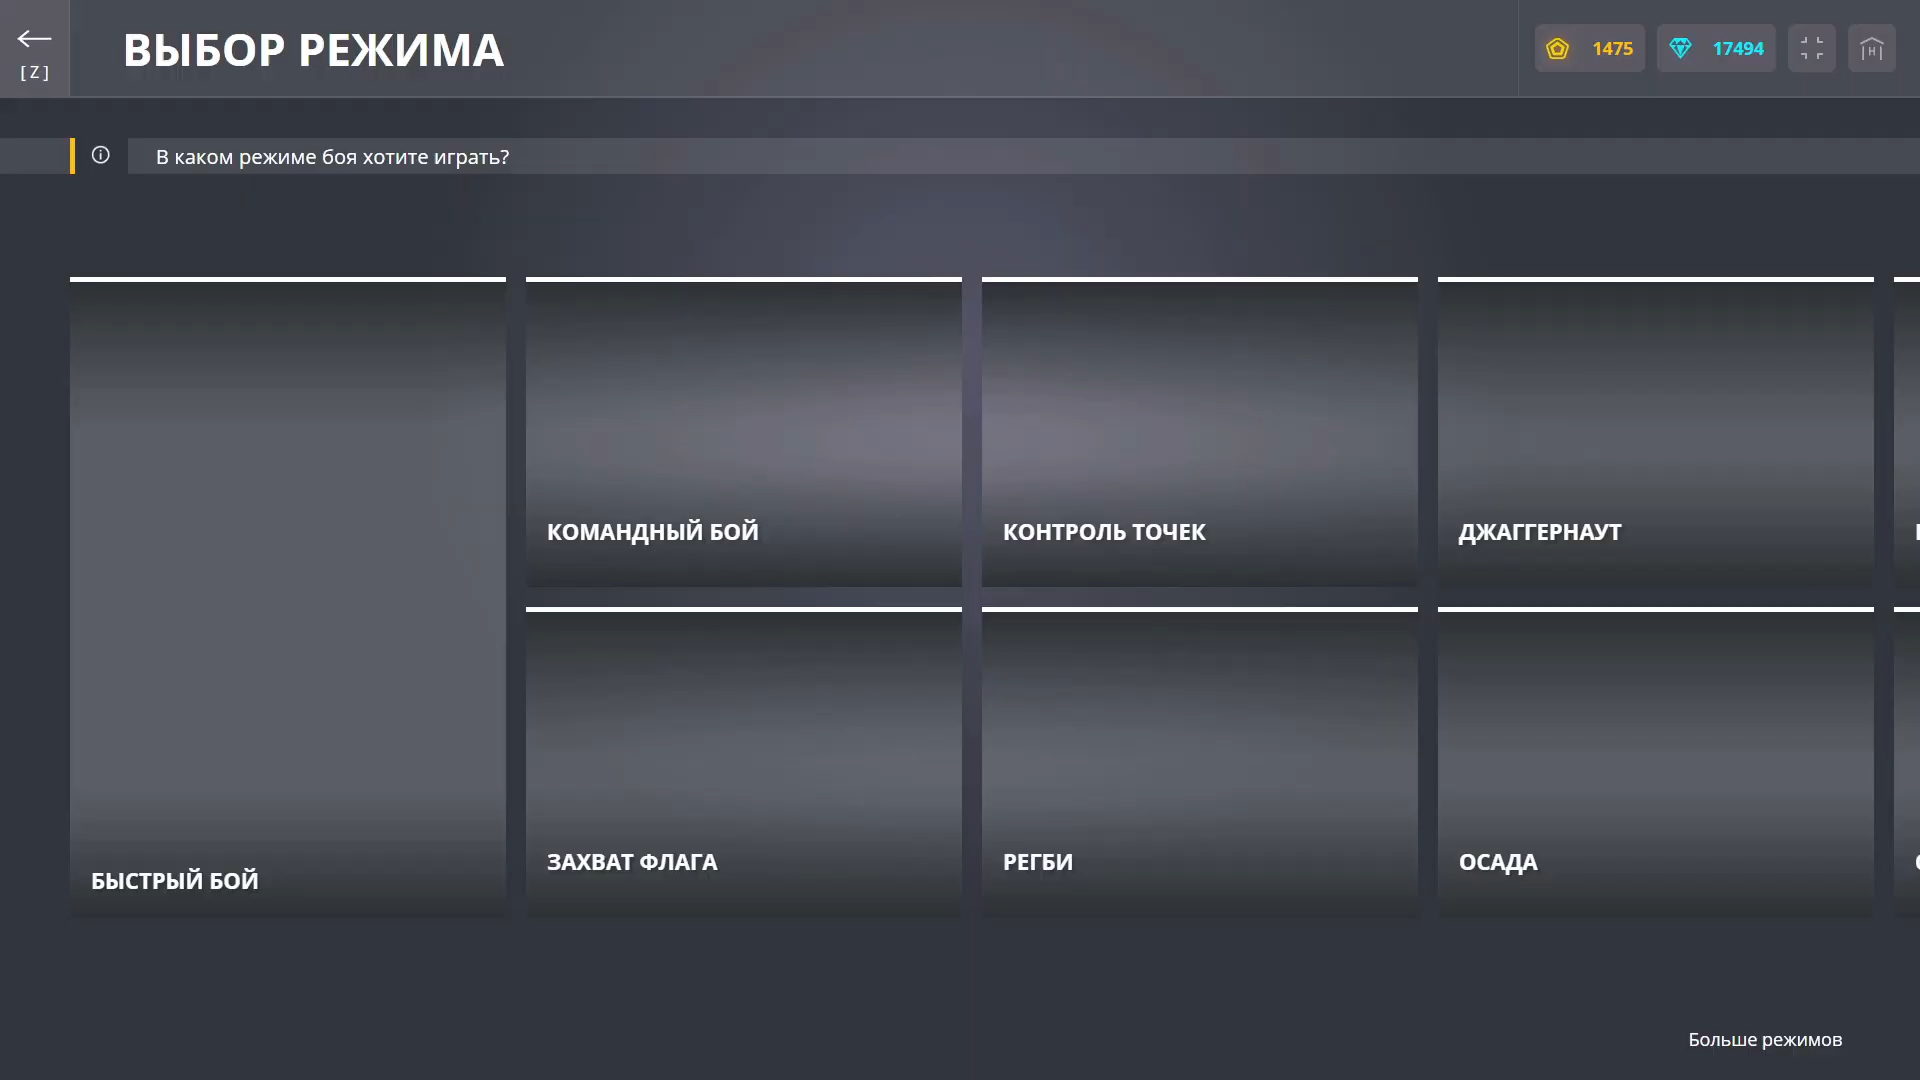 ВЫБОР РЕЖИМА
1475
17494
[ Z ]
В каком режиме боя хотите играть?
КОМАНДНЫЙ БОЙ
КОНТРОЛЬ ТОЧЕК
ДЖАГГЕРНАУТ
БЫСТРЫЙ БОЙ
ЗАХВАТ ФЛАГА
РЕГБИ
ОСАДА
Больше режимов